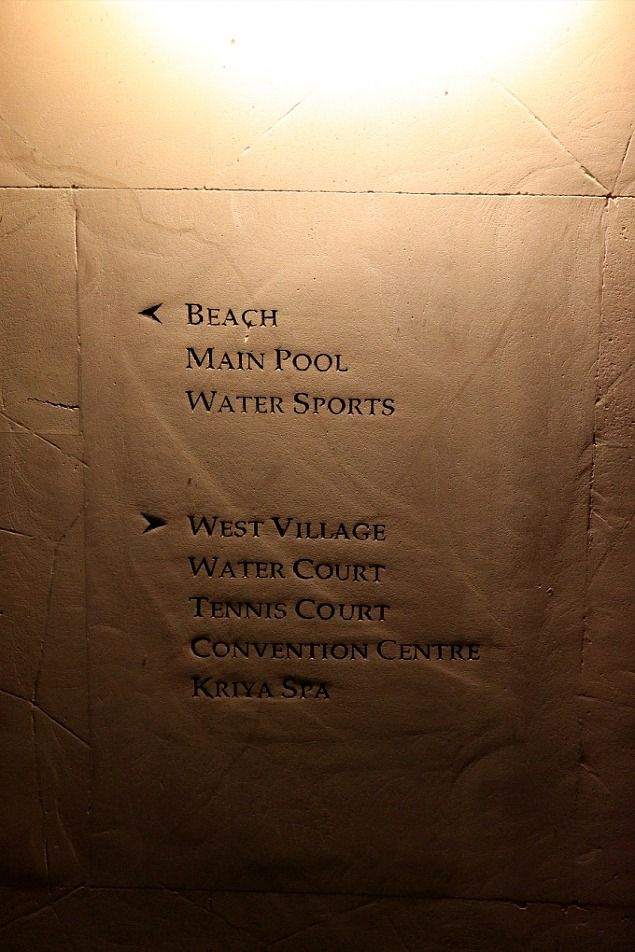 BEACH
MAIN POOL
WATER SPORTS
WEST VILLAGE
WATER COURT
TENNIS COURT
CONVENTION CENTRE
KRIYA SPA